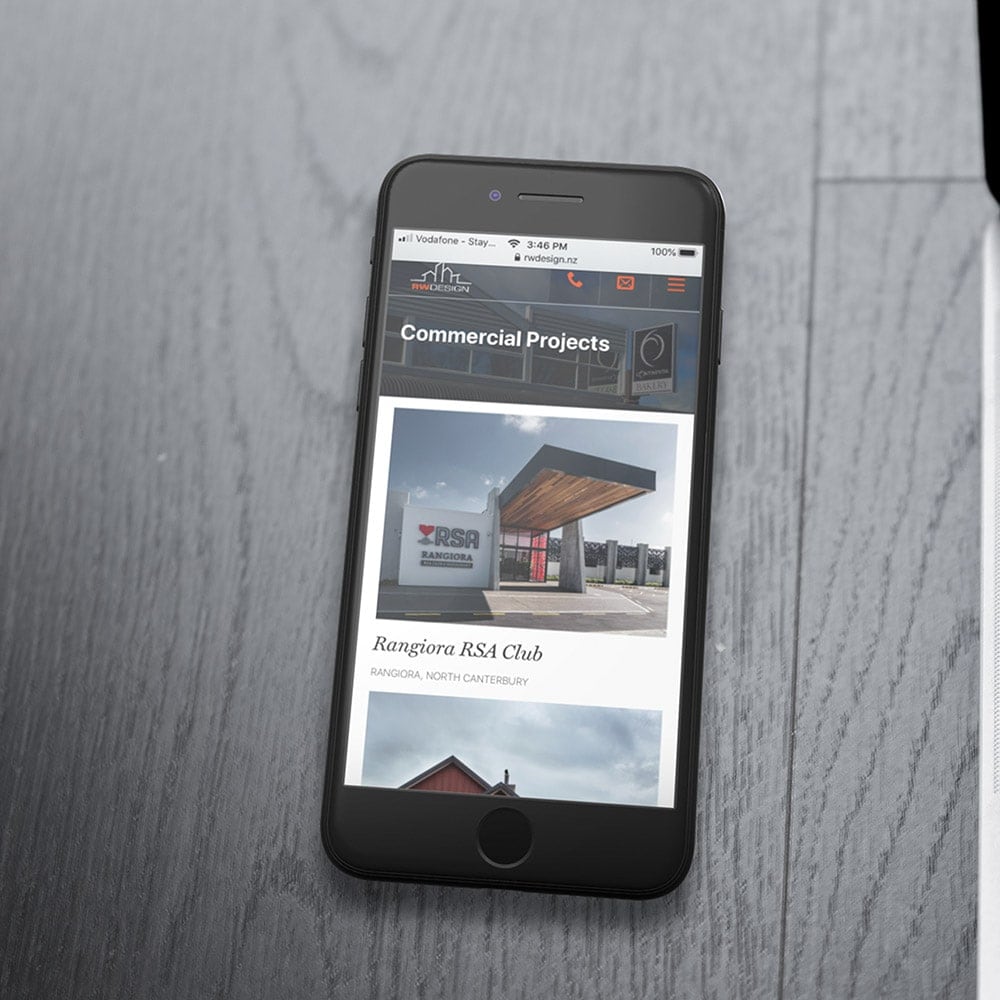 Vodafone - Stay...
3:46 PM
100%
rwdesign.nz
RWDESIGN
Commercial Projects
BAKERY
RSA
RANGIORA
Rangiora RSA Club
RANGIORA, NORTH CANTERBURY